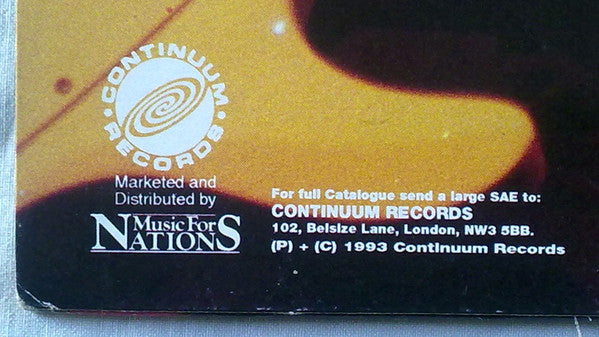 CONTINUUM
RECORDS
Marketed and
Distributed by
Music For
NATIONS
For full Catalogue send a large SAE to:
CONTINUUM RECORDS
102, Belsize Lane, London, NW3 5BB.
(P) + (C) 1993 Continuum Records